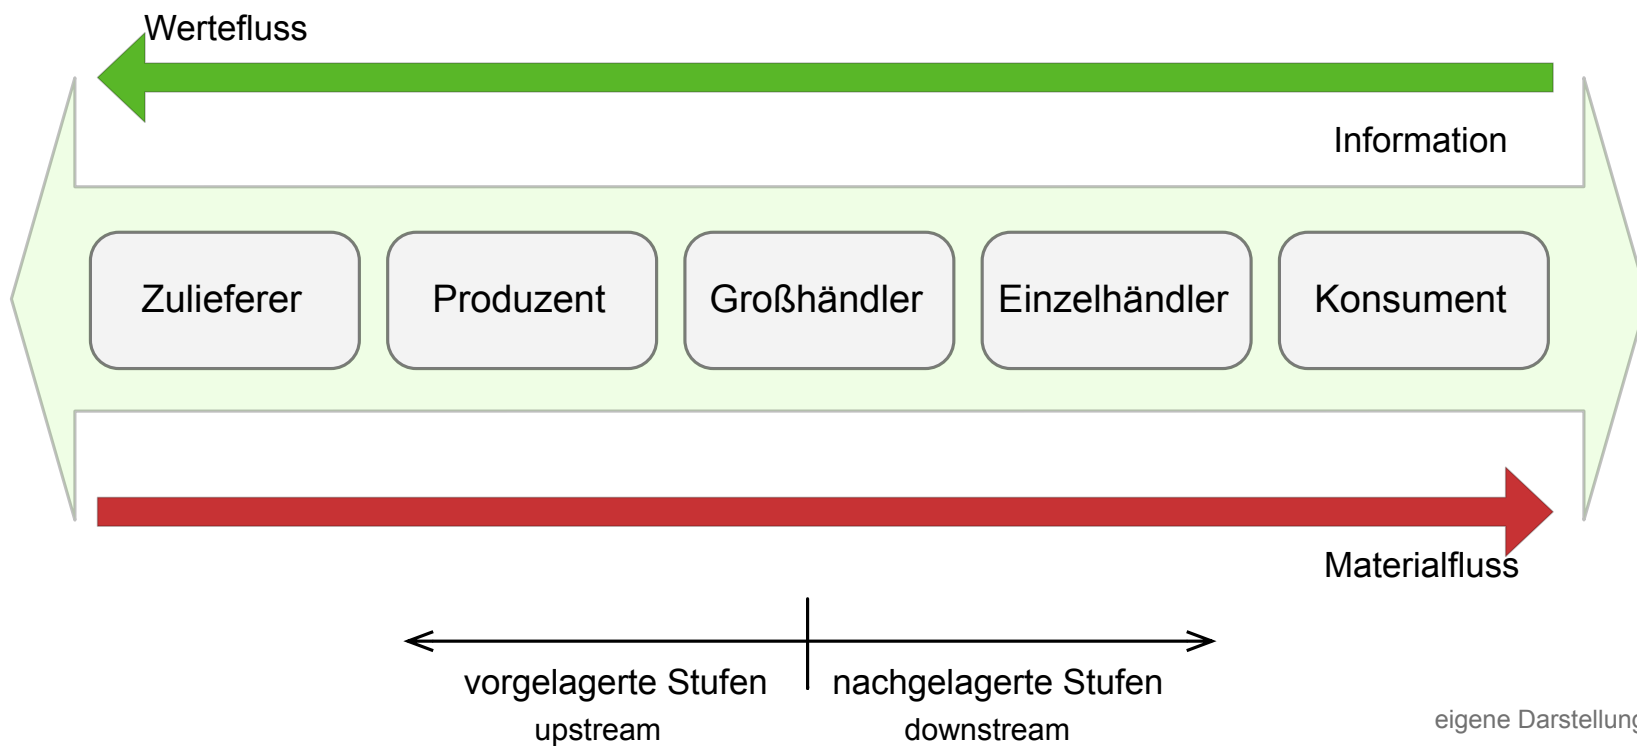 Wertefluss
Information
Zulieferer
Produzent
Großhändler
Einzelhändler
Konsument
Materialfluss
vorgelagerte Stufen
upstream
nachgelagerte Stufen
downstream
eigene Darstellung